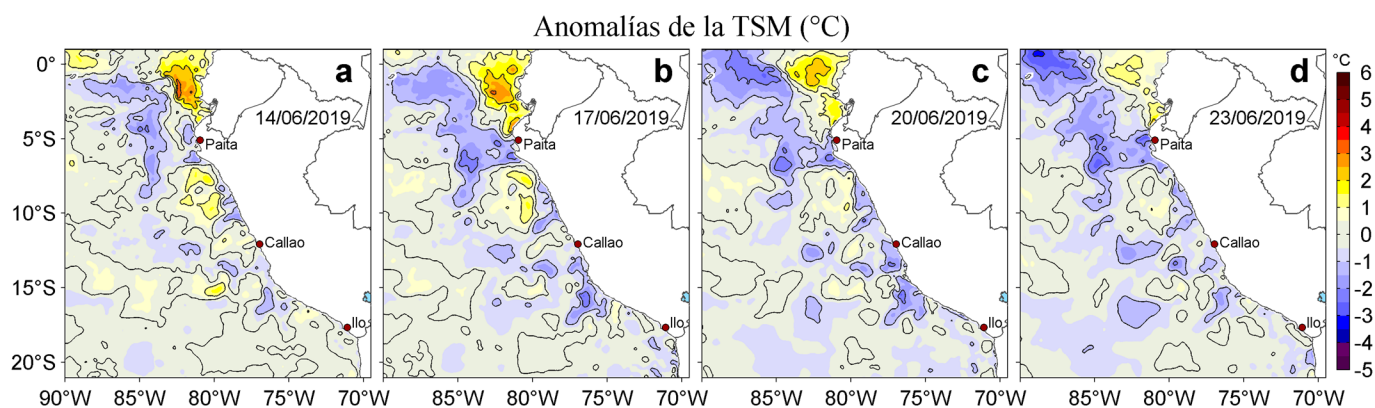 Anomalías de la TSM (°C)
a
b
c
d
14/06/2019
17/06/2019
20/06/2019
23/06/2019
Paita
Callao
Ilo
Paita
Callao
Ilo
Paita
Callao
Ilo
Paita
Callao
Ilo
0°
5°S
10°S
15°S
20°S
90°W 85°W 80°W 75°W 70°W
85°W 80°W 75°W 70°W
85°W 80°W 75°W 70°W
85°W 80°W 75°W 70°W
°C
6
5
4
3
2
1
0
-1
-2
-3
-4
-5